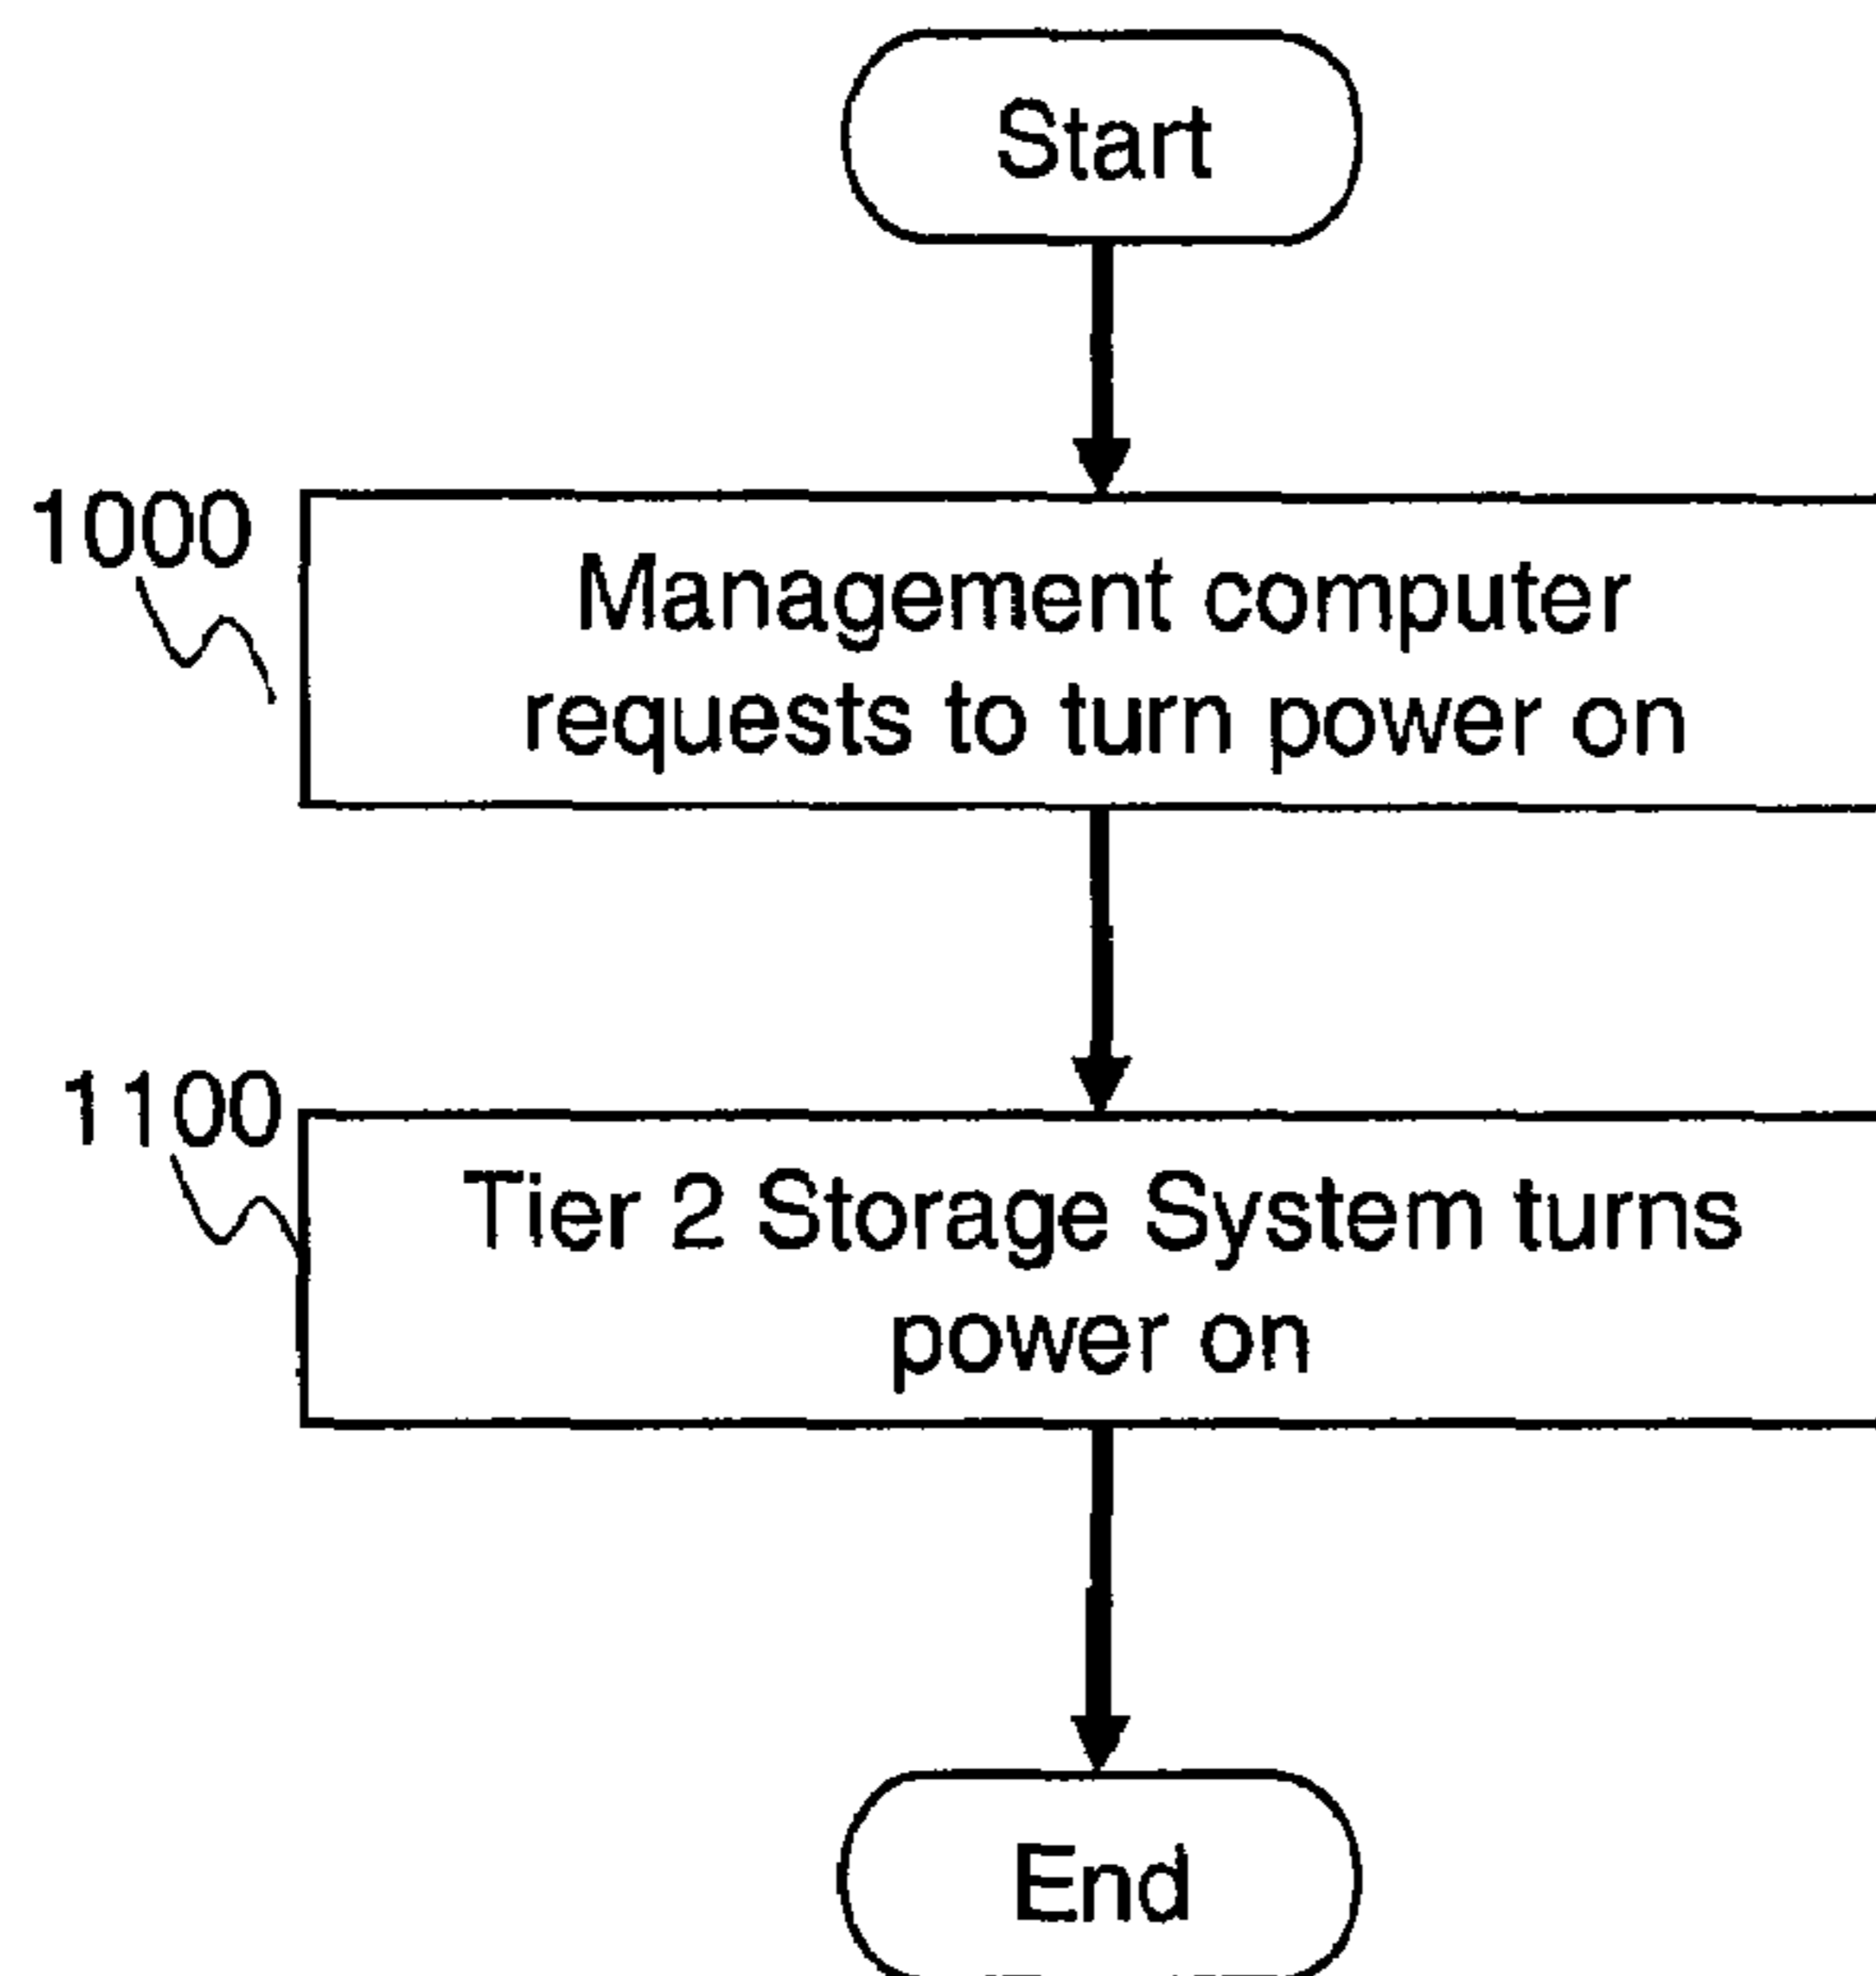 Start
1000
Management computer
requests to turn power on
1100
Tier 2 Storage System turns
power on
End